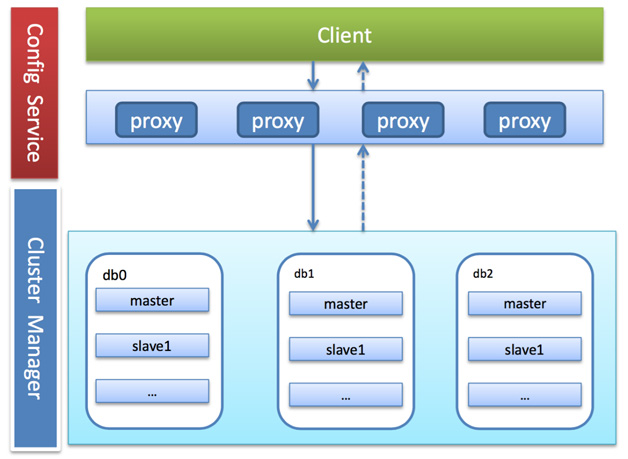 Config Service
Client
proxy
proxy
proxy
proxy
Cluster Manager
db0
master
slave1
...
db1
master
slave1
...
db2
master
slave1
...